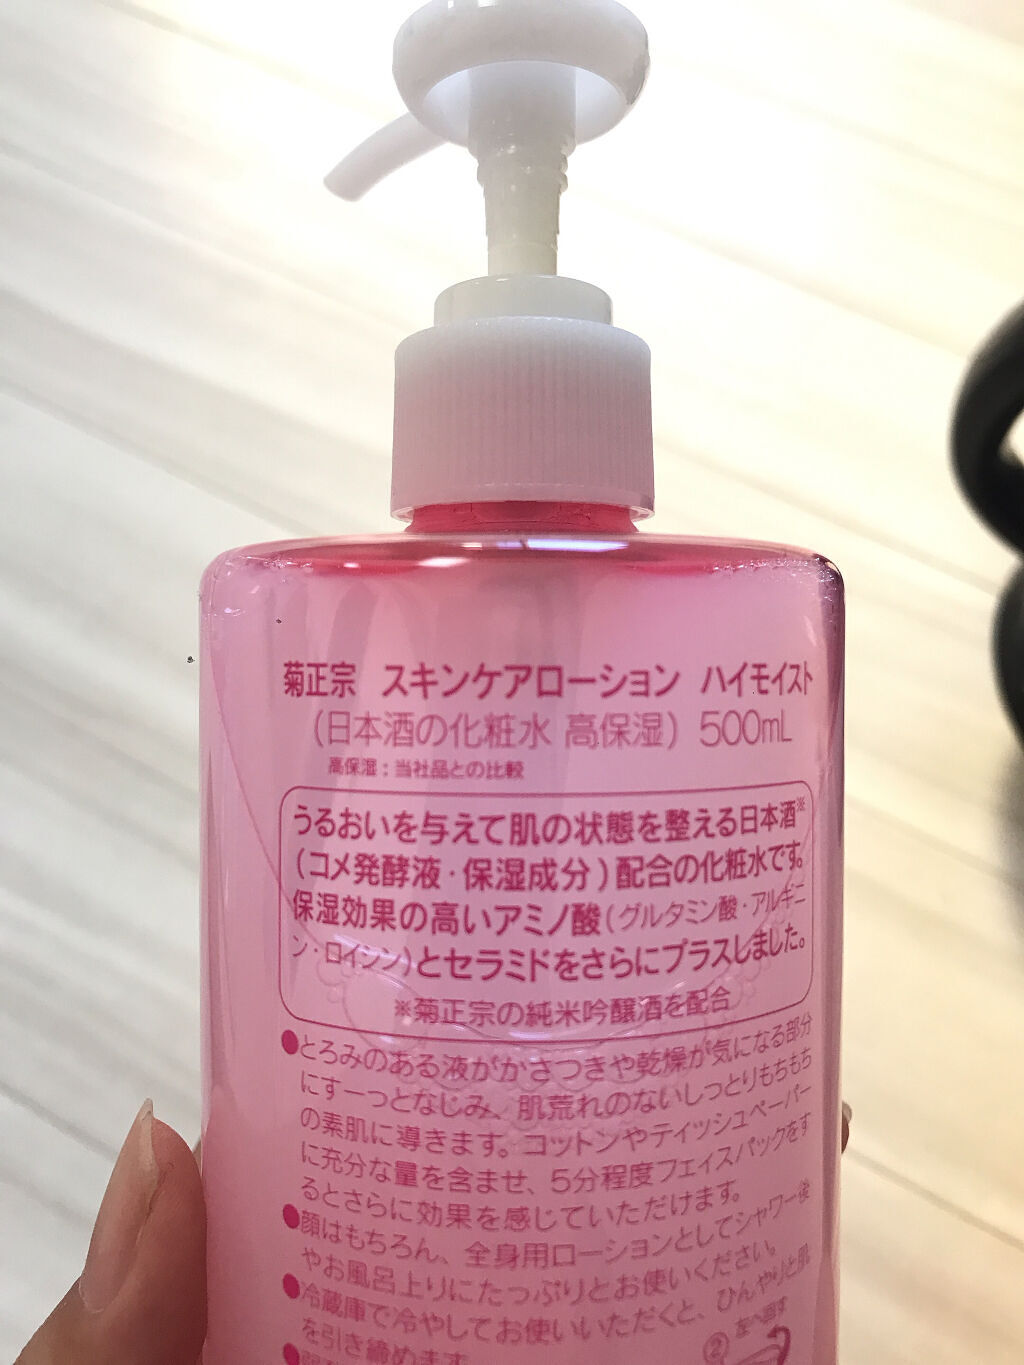 菊正宗 スキンケアローション ハイモイスト
(日本酒の化粧水 高保湿) 500mL
高保湿:当社品との比較
うるおいを与えて肌の状態を整える日本酒※
(コメ発酵液・保湿成分)配合の化粧水です。
保湿効果の高いアミノ酸(グルタミン酸・アルギニ
ン・ロイシン)とセラミドをさらにプラスしました。
※菊正宗の純米吟醸酒を配合
●とろみのある液がかさつきや乾燥が気になる部分
にすーっとなじみ、肌荒れのないしっとりもちもち
の素肌に導きます。コットンやティッシュペーパー
に充分な量を含ませ、5分程度フェイスパックをす
るとさらに効果を感じていただけます。
●顔はもちろん、全身用ローションとしてシャワー後
やお風呂上りにたっぷりとお使いください。
●冷蔵庫で冷やしてお使いいただくと、ひんやりと肌
を引き締めます
② 左へ回す